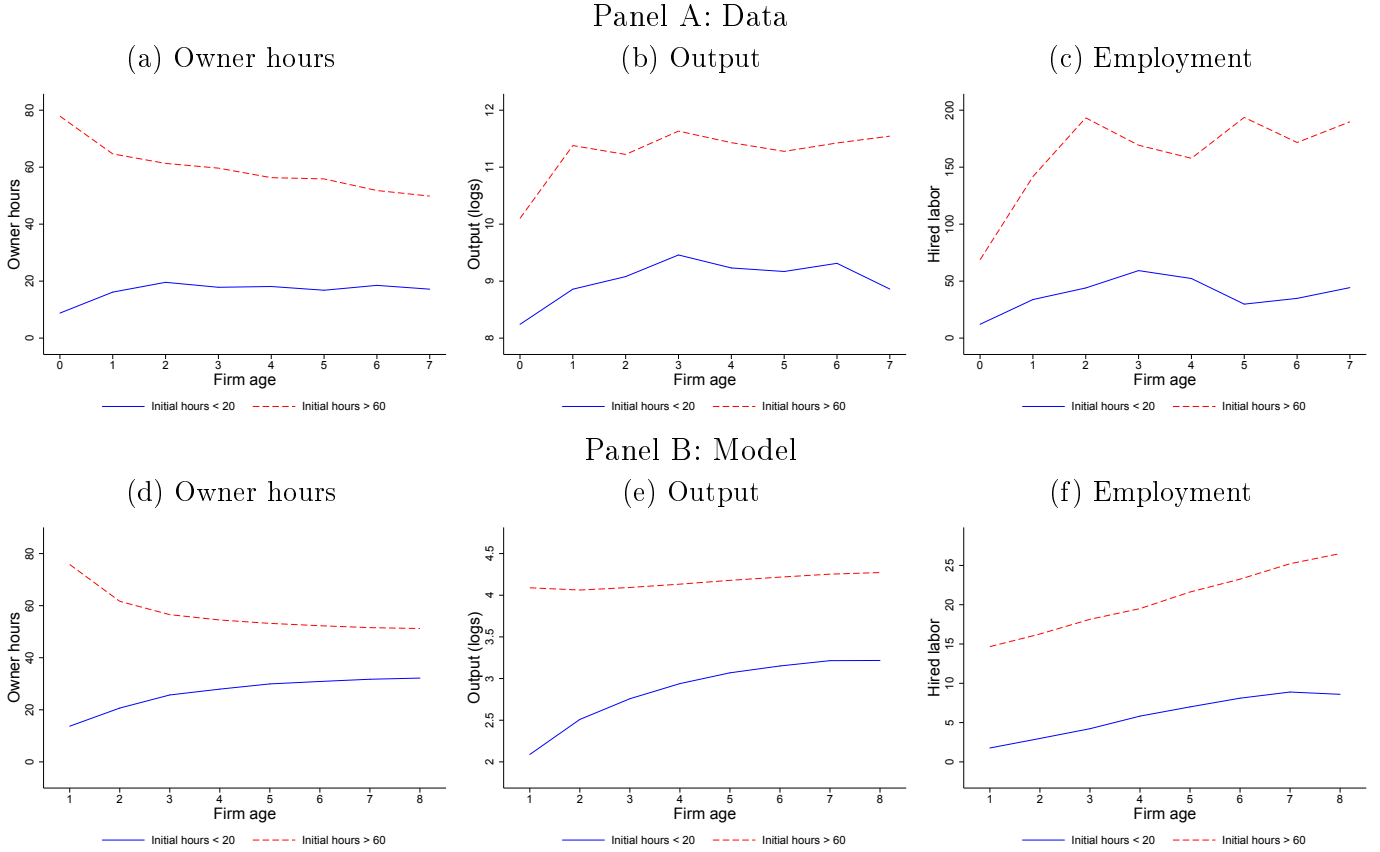 Panel A: Data
(a) Owner hours
Owner hours
0
20
40
60
80
0 1 2 3 4 5 6 7
Firm age
Initial hours < 20 Initial hours > 60
(b) Output
Output (logs)
8
9
10
11
12
0 1 2 3 4 5 6 7
Firm age
Initial hours < 20 Initial hours > 60
(c) Employment
Hired labor
0
50
100
150
200
0 1 2 3 4 5 6 7
Firm age
Initial hours < 20 Initial hours > 60
Panel B: Model
(d) Owner hours
Owner hours
0
20
40
60
80
1 2 3 4 5 6 7 8
Firm age
Initial hours < 20 Initial hours > 60
(e) Output
Output (logs)
2
2.5
3
3.5
4
4.5
1 2 3 4 5 6 7 8
Firm age
Initial hours < 20 Initial hours > 60
(f) Employment
Hired labor
0
5
10
15
20
25
1 2 3 4 5 6 7 8
Firm age
Initial hours < 20 Initial hours > 60